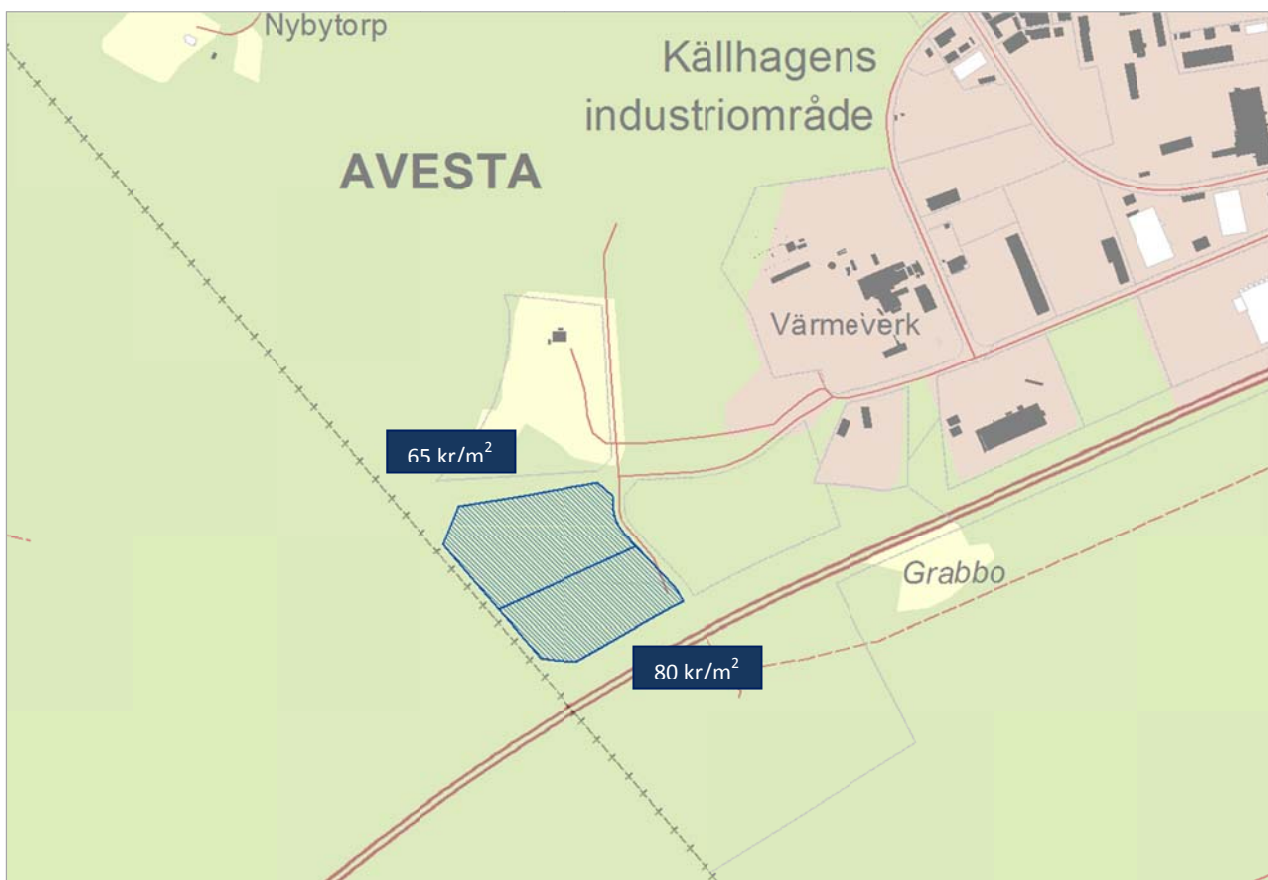 Nybytorp
Källhagens
industriområde
AVESTA
Värmeverk
65 kr/m²
Grabbo
80 kr/m²